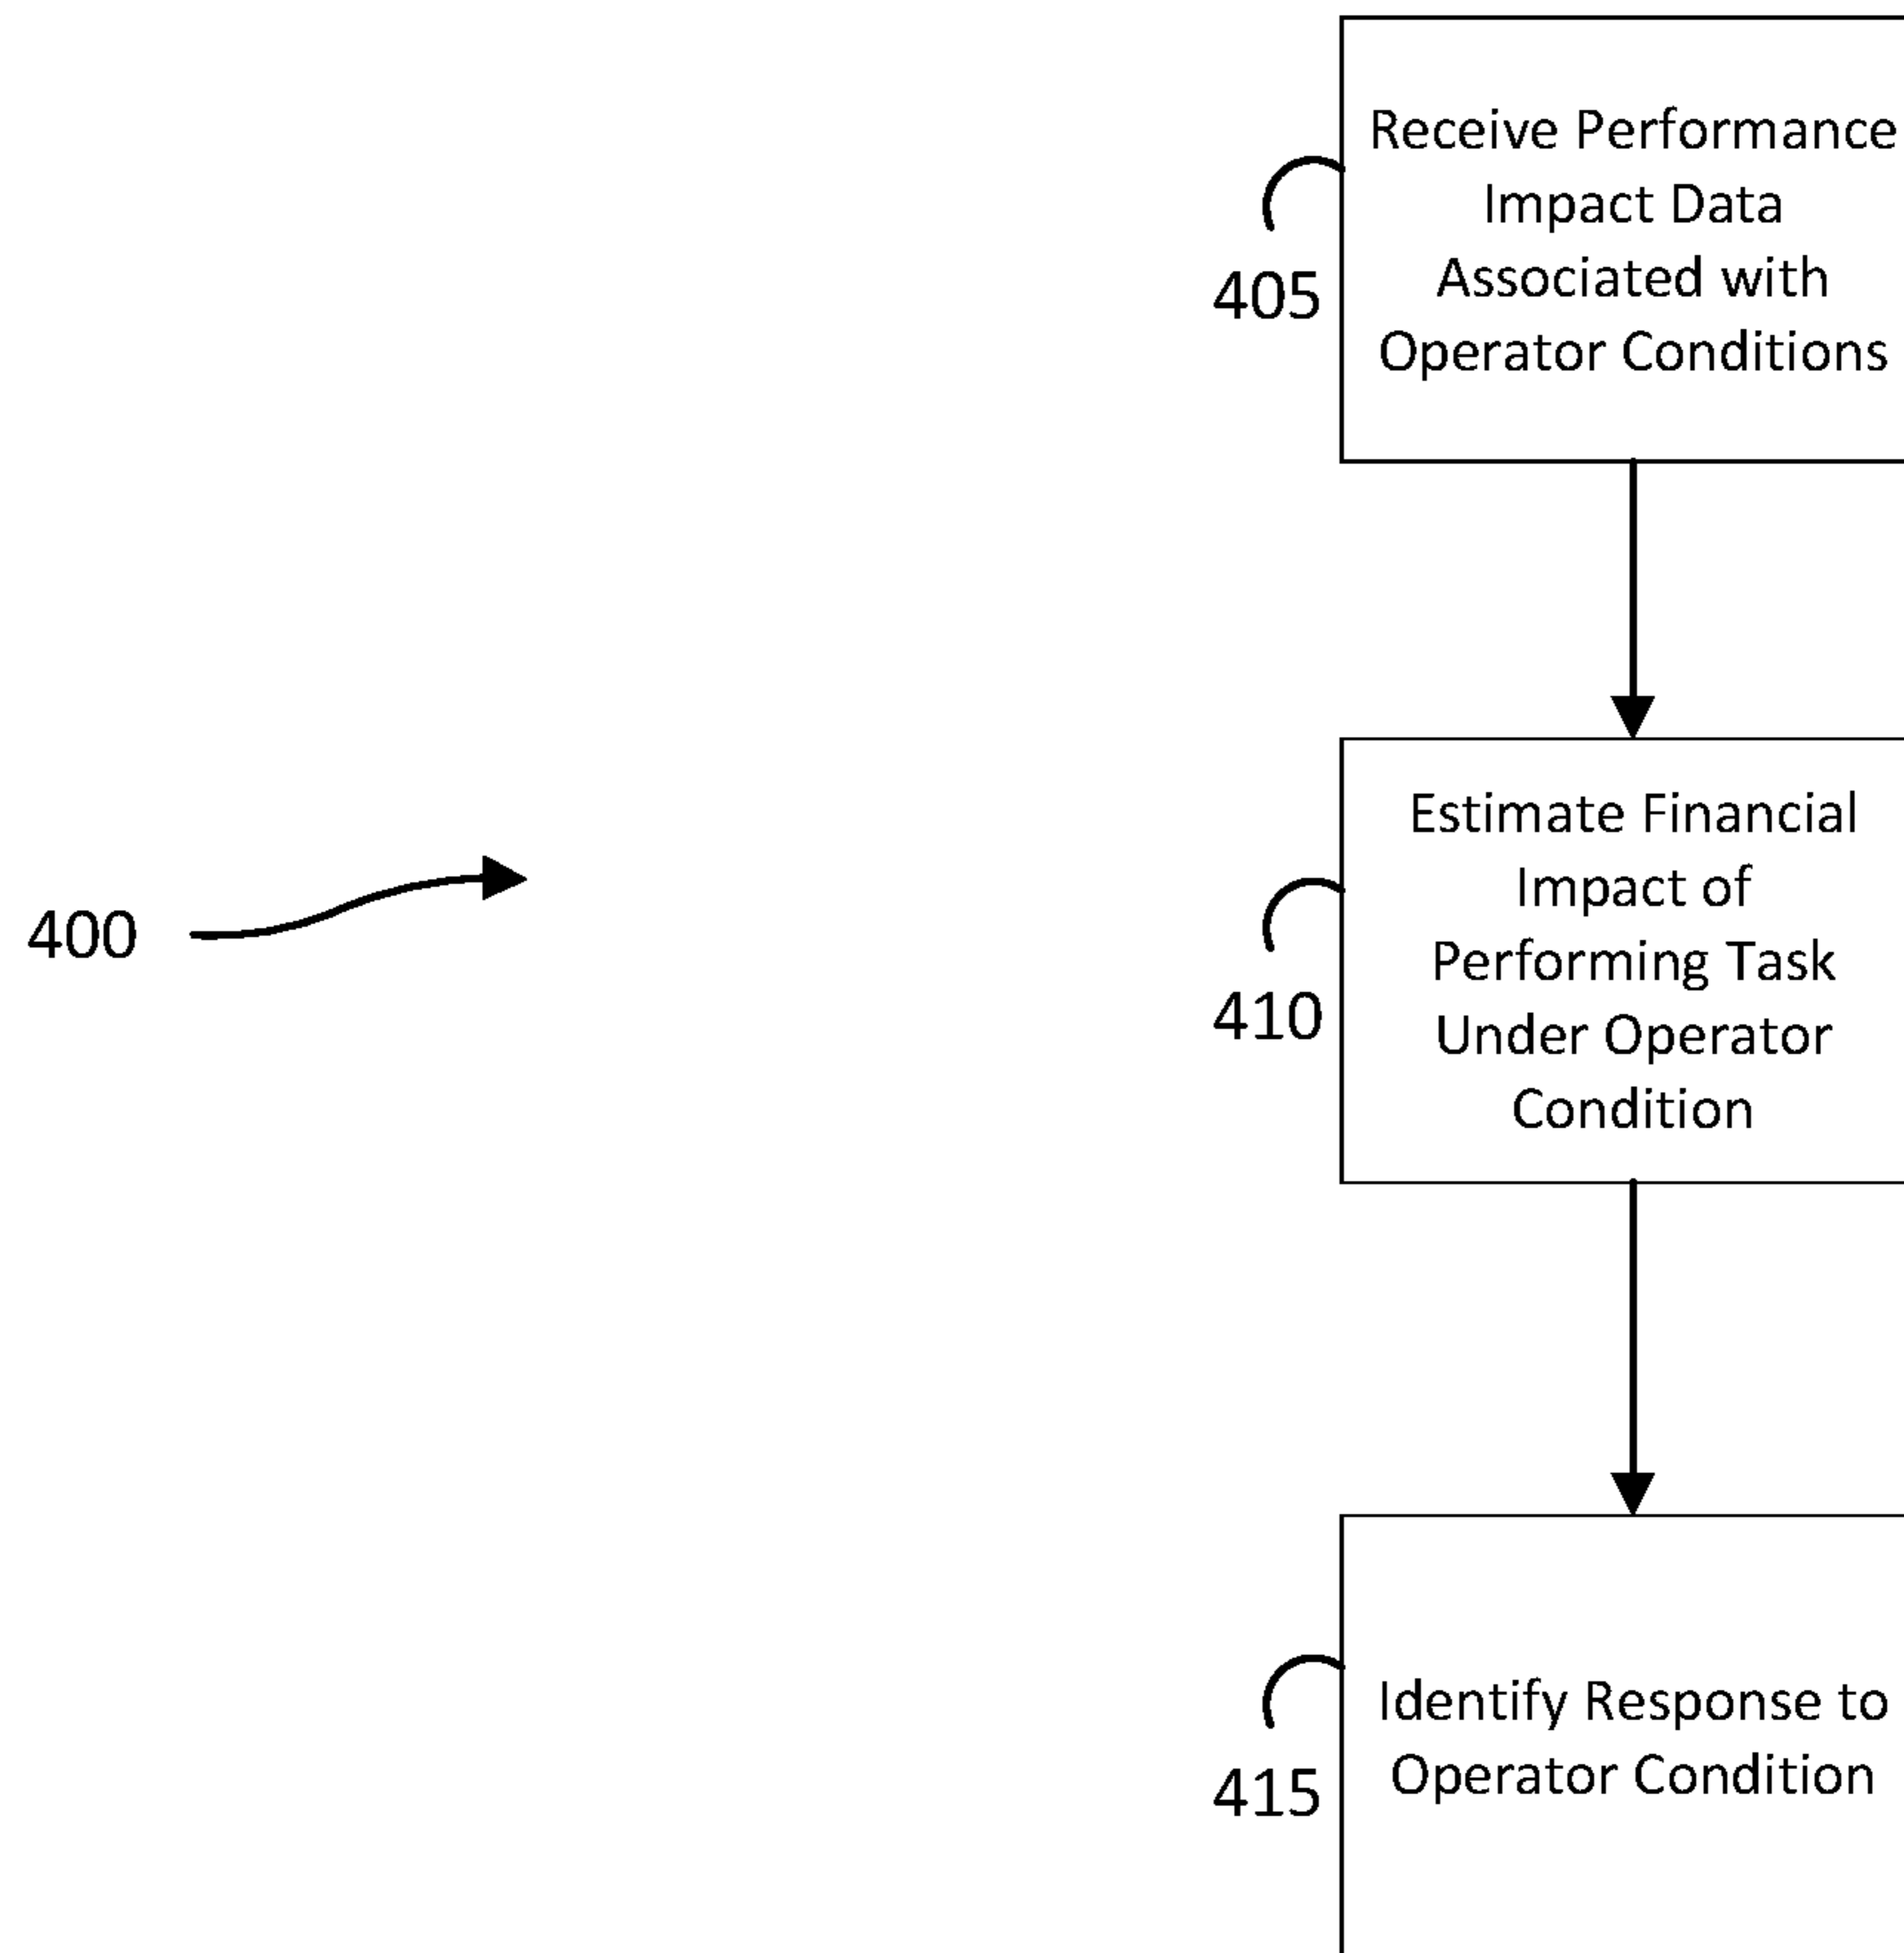 Receive Performance
Impact Data
Associated with
Operator Conditions
405
Estimate Financial
Impact of
Performing Task
Under Operator
Condition
410
400
Identify Response to
Operator Condition
415